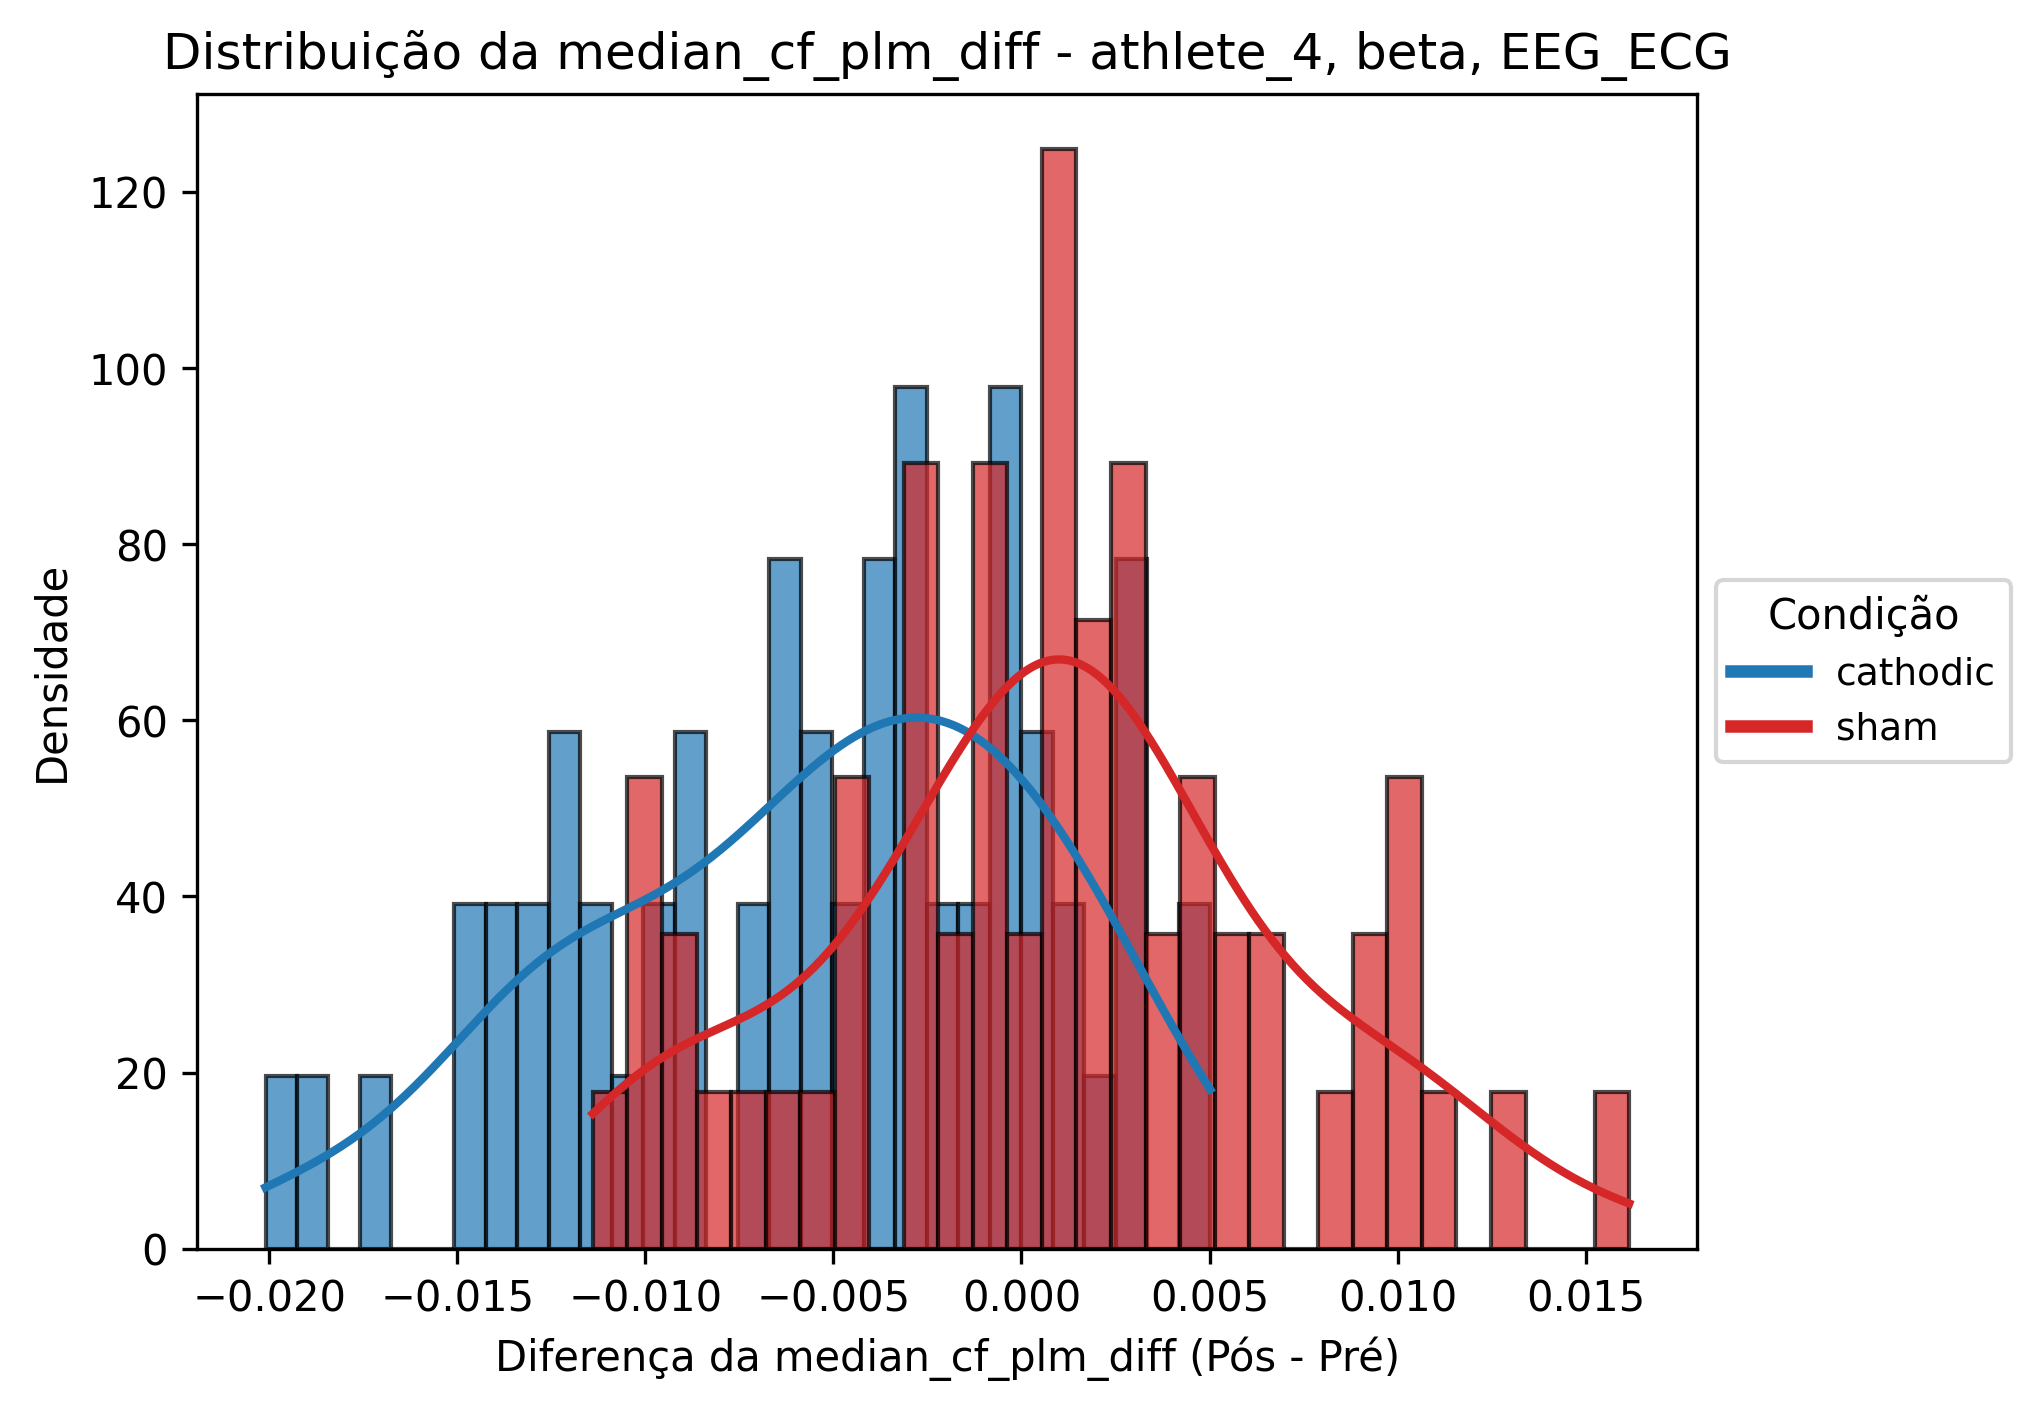 Distribuição da median_cf_plm_diff - athlete_4, beta, EEG_ECG
Densidade
120
100
80
60
40
20
0
−0.020 −0.015 −0.010 −0.005 0.000 0.005 0.010 0.015
Diferença da median_cf_plm_diff (Pós - Pré)
Condição
cathodic
sham